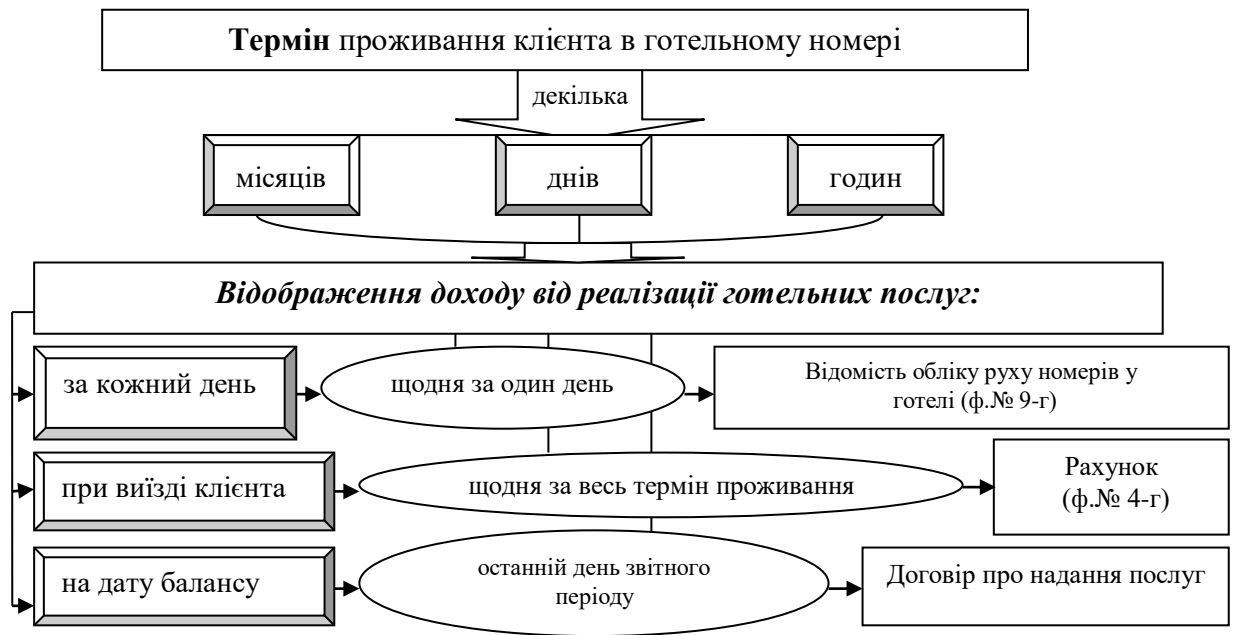 Термін проживання клієнта в готельному номері
декілька
місяців
днів
годин
Відображення доходу від реалізації готельних послуг:
за кожний день
щодня за один день
Відомість обліку руху номерів у
готелі (ф.№ 9-г)
при виїзді клієнта
щодня за весь термін проживання
Рахунок
(ф.№ 4-г)
на дату балансу
останній день звітного
періоду
Договір про надання послуг